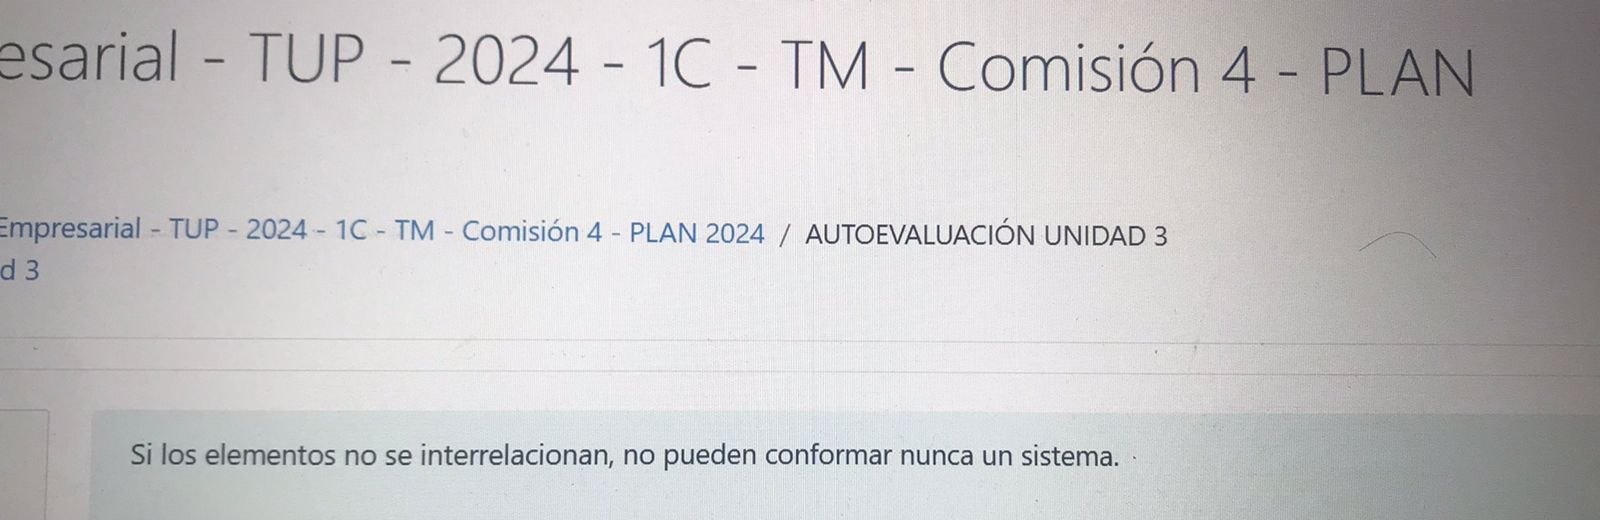 esarial - TUP - 2024 - 1C - TM - Comisión 4 - PLAN
Empresarial - TUP - 2024 - 1C - TM - Comisión 4 - PLAN 2024 / AUTOEVALUACIÓN UNIDAD 3
d 3
Si los elementos no se interrelacionan, no pueden conformar nunca un sistema.